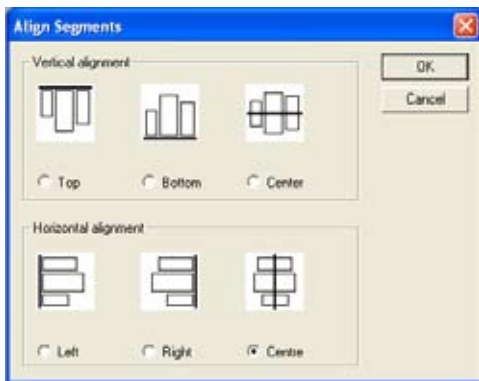 Align Segments
Vertical alignment
OK
Cancel
Top Bottom Center
Horizontal alignment
Left Right Centre